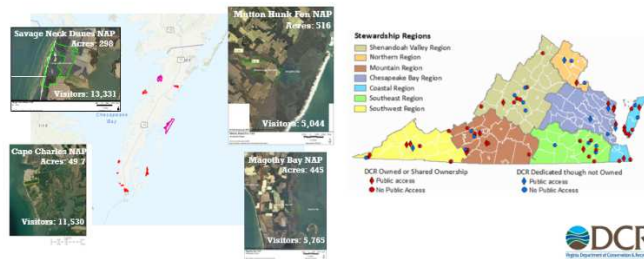 Savage Neck Dunes NAP
Acres: 298
Visitors: 13,331
Mutton Hunk Fen NAP
Acres: 516
Visitors: 5,044
Chesapeake
Bay
Cape Charles NAP
Acres: 49.7
Visitors: 11,530
Magothy Bay NAP
Acres: 445
Visitors: 5,765
Stewardship Regions
Shenandoah Valley Region
Northern Region
Mountain Region
Chesapeake Bay Region
Coastal Region
Southeast Region
Southwest Region
DCR Owned or Shared Ownership
Public access
No Public Access
DCR Dedicated though not Owned
Public Access
No Public Access
DCR